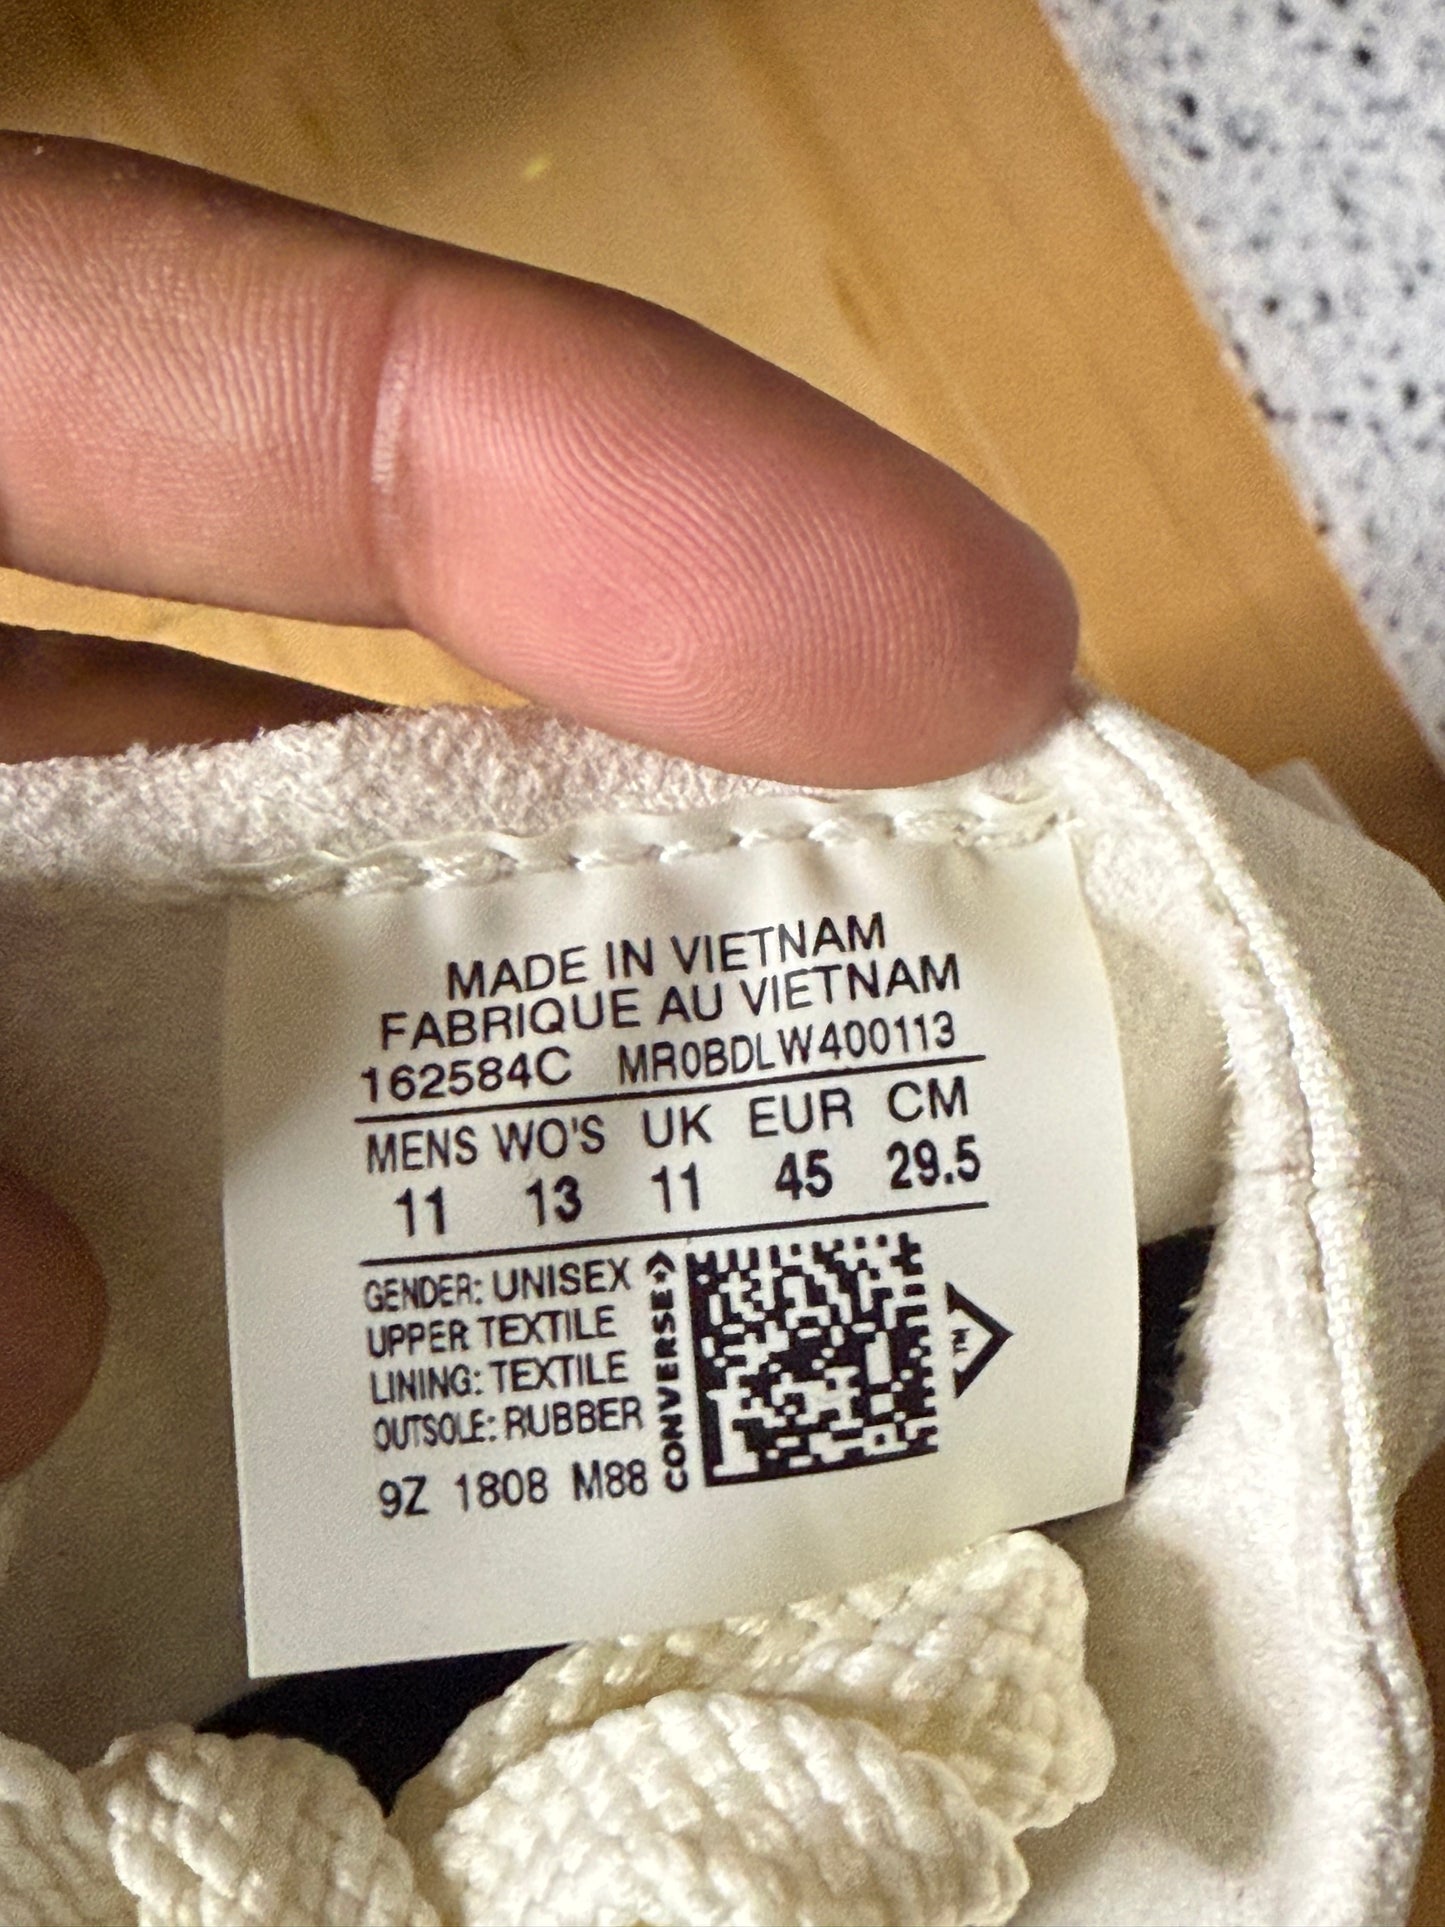 MADE IN VIETNAM
FABRIQUE AU VIETNAM
162584C MR0BDLW400113
MENS WO'S UK EUR CM
11 13 11 45 29.5
GENDER: UNISEX
UPPER TEXTILE
LINING: TEXTILE
OUTSOLE: RUBBER
9Z 1808 M88
CONVERSE
TM